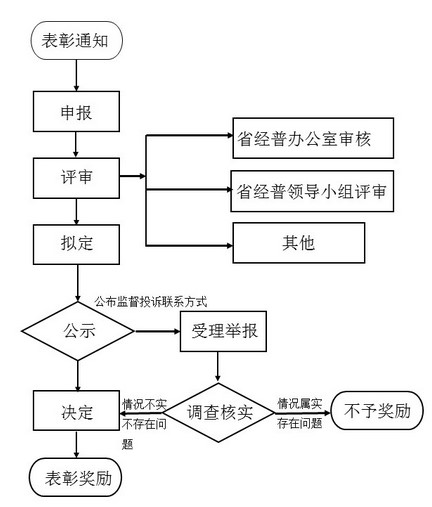 表彰通知
申报
省经普办公室审核
评审
省经普领导小组评审
拟定
其他
公布监督投诉联系方式
公示
受理举报
决定
情况不实
不存在问
题
调查核实
情况属实
存在问题
不予奖励
表彰奖励